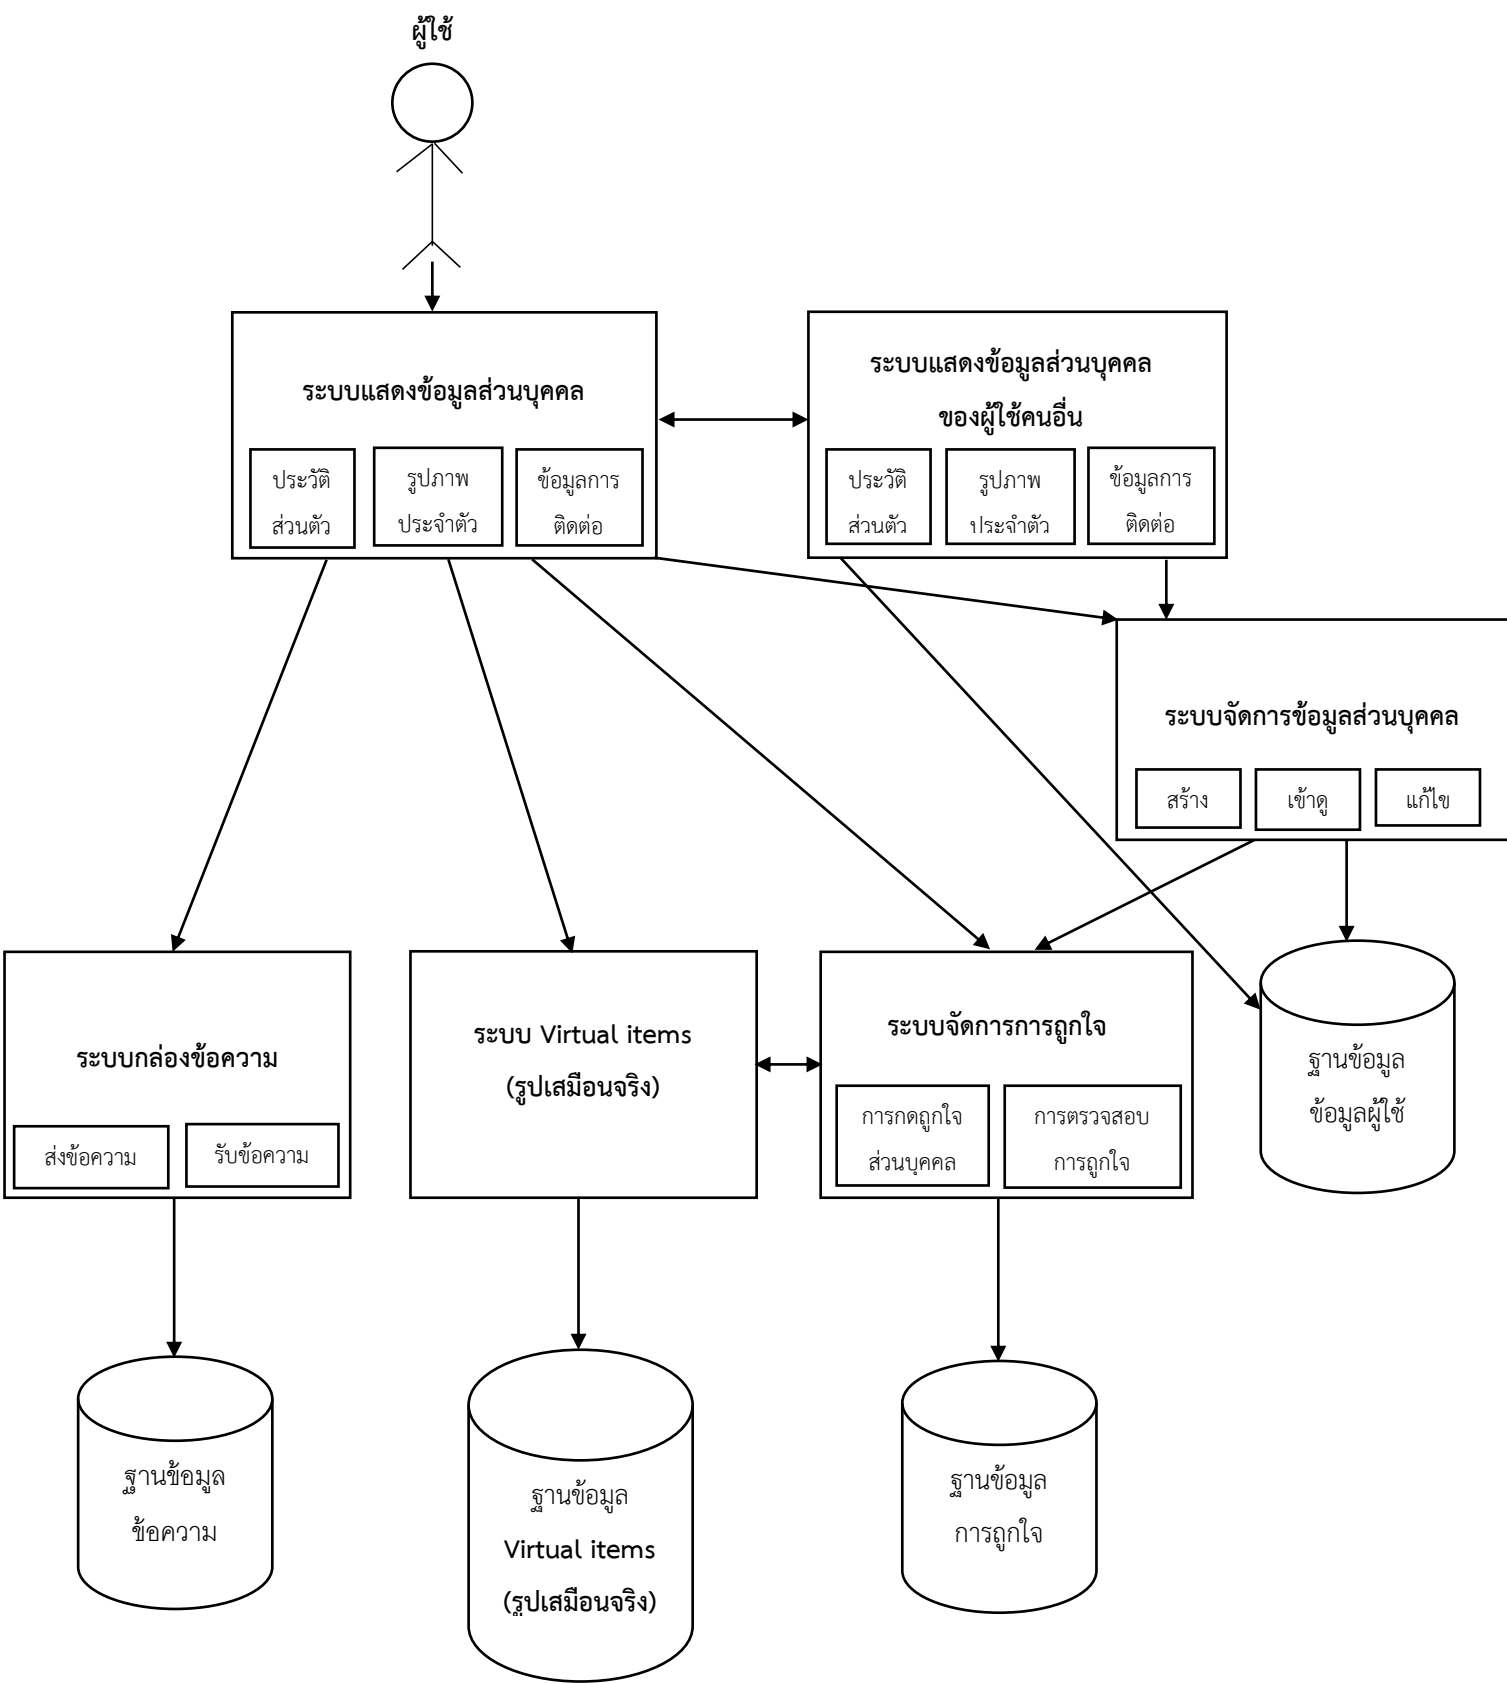 ผู้ใช้
ระบบแสดงข้อมูลส่วนบุคคล
ประวัติ
ส่วนตัว
รูปภาพ
ประจำตัว
ข้อมูลการ
ติดต่อ
ระบบแสดงข้อมูลส่วนบุคคล
ของผู้ใช้คนอื่น
ประวัติ
ส่วนตัว
รูปภาพ
ประจำตัว
ข้อมูลการ
ติดต่อ
ระบบจัดการข้อมูลส่วนบุคคล
สร้าง
เข้าดู
แก้ไข
ระบบกล่องข้อความ
ส่งข้อความ
รับข้อความ
ระบบ Virtual items
(รูปเสมือนจริง)
ระบบจัดการการถูกใจ
การกดถูกใจ
ส่วนบุคคล
การตรวจสอบ
การถูกใจ
ฐานข้อมูล
ข้อมูลผู้ใช้
ฐานข้อมูล
ข้อความ
ฐานข้อมูล
Virtual items
(รูปเสมือนจริง)
ฐานข้อมูล
การถูกใจ